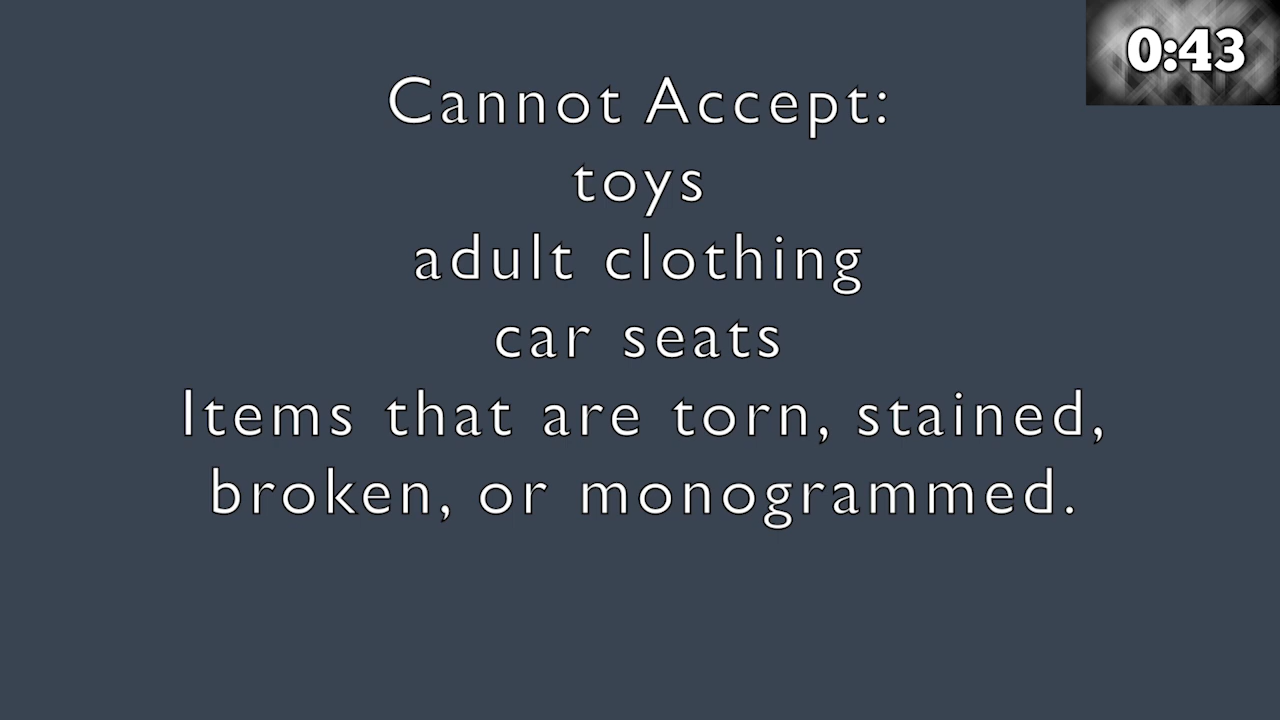 0:43
Cannot Accept:
toys
adult clothing
car seats
Items that are torn, stained,
broken, or monogrammed.